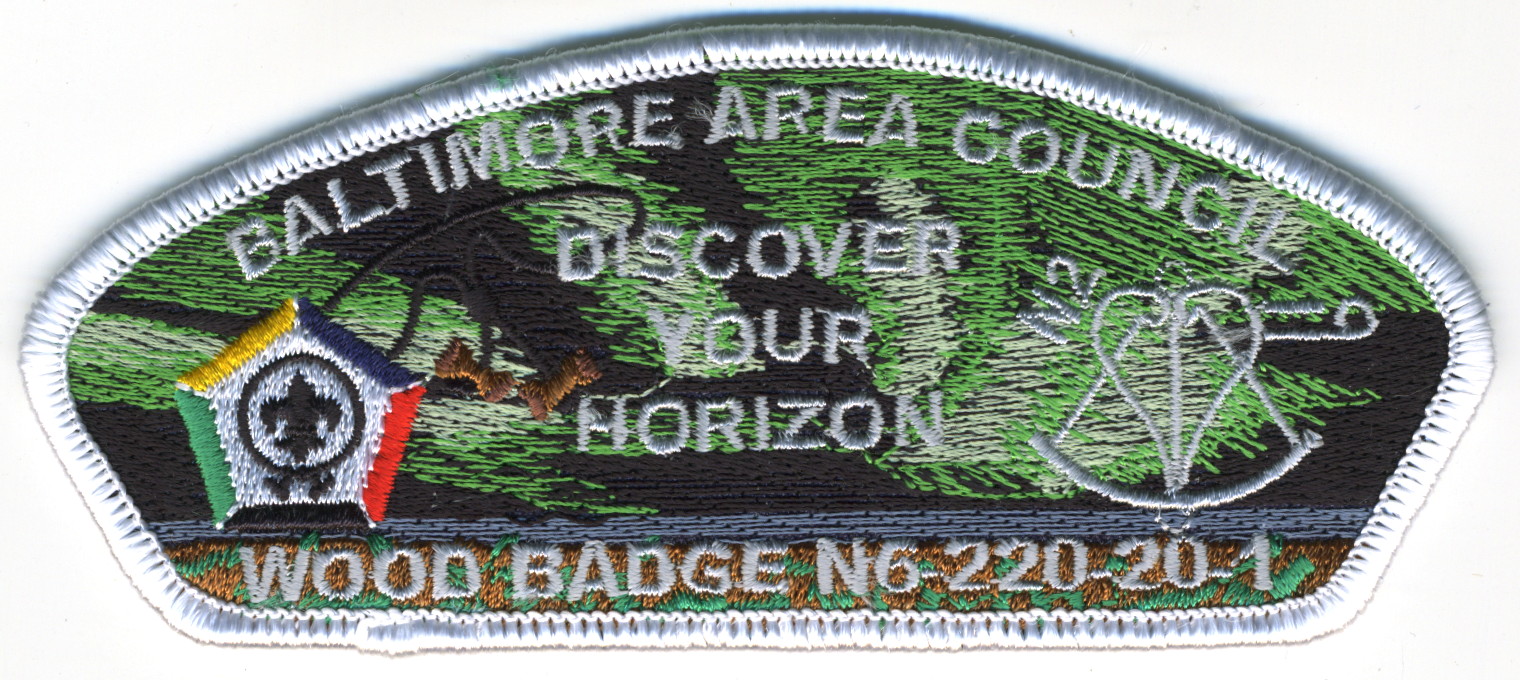 BALTIMORE AREA COUNCIL
DISCOVER
YOUR
HORIZON
WOOD BADGE N6-220-20-1